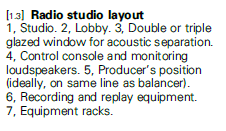 [1.3] Radio studio layout
1, Studio. 2, Lobby. 3, Double or triple
glazed window for acoustic separation.
4, Control console and monitoring
loudspeakers. 5, Producer's position
(ideally, on same line as balancer).
6, Recording and replay equipment.
7, Equipment racks.